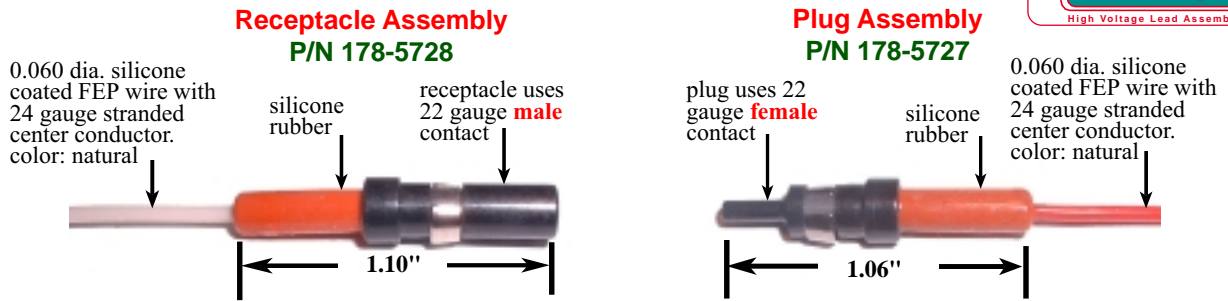 Receptacle Assembly
P/N 178-5728
0.060 dia. silicone
coated FEP wire with
24 gauge stranded
center conductor.
color: natural
silicone
rubber
receptacle uses
22 gauge male
contact
1.10"
Plug Assembly
P/N 178-5727
plug uses 22
gauge female
contact
silicone
rubber
0.060 dia. silicone
coated FEP wire with
24 gauge stranded
center conductor.
color: natural
1.06"
High Voltage Lead